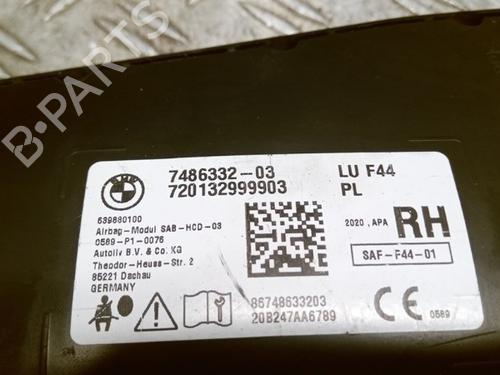 BMW
7486332-03
720132999903
LU F44
PL
639880100
Airbag-Modul SAB-HCD-03
0589-P1-0076
Autoliv B.V. & Co. KG
Theodor-Heuss-Str. 2
85221 Dachau
GERMANY
2020, APA
RH
SAF-F44-01
86748633203
20B247AA6789
CE
0589
B-PARTS